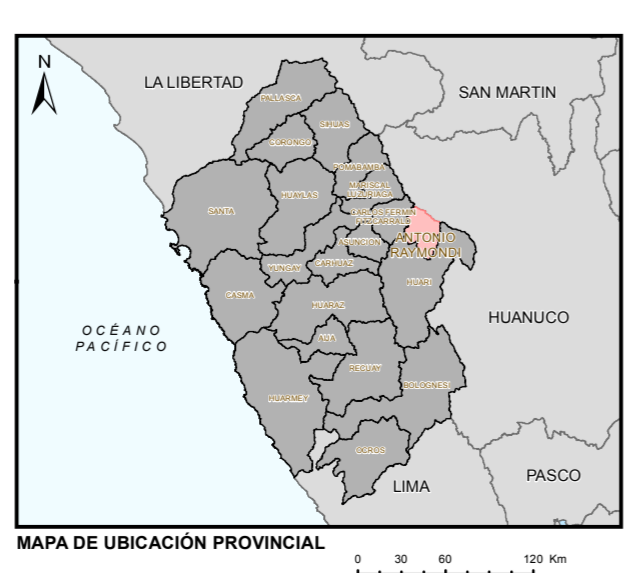 N
LA LIBERTAD
SAN MARTIN
PALLASCA
SIHUAS
CORONGO
POMABAMBA
MARISCAL
LUZURIAGA
HUAYLAS
SANTA
CARLOS FERMIN
FITZCARRALD
ANTONIO
RAYMONDI
ASUNCION
CARHUAZ
YUNGAY
HUARI
CASMA
HUARAZ
HUANUCO
OCÉANO
PACÍFICO
AIJA
RECUAY
BOLOGNESI
HUARMEY
OCROS
LIMA
PASCO
MAPA DE UBICACIÓN PROVINCIAL
0 30 60 120 Km